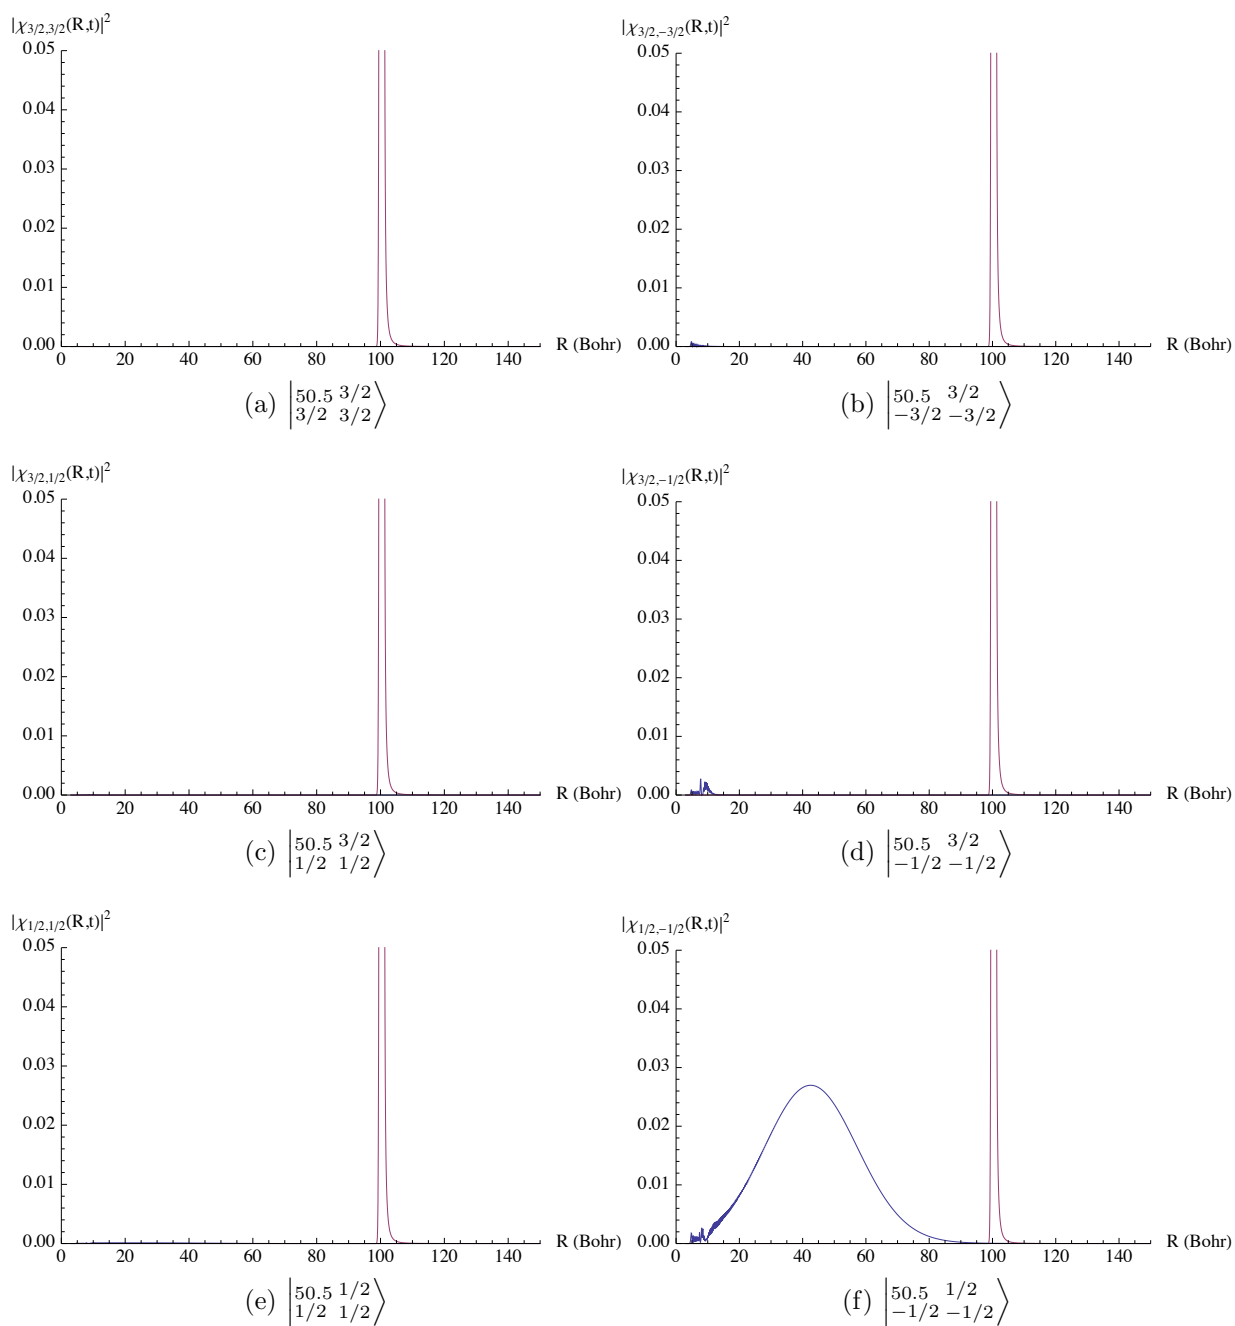 |χ3/2,3/2(R,t)|²
0.05
0.04
0.03
0.02
0.01
0.00
0 20 40 60 80 100 120 140 R (Bohr)
(a) |50.5 3/2
3/2 3/2⟩
|χ3/2,−3/2(R,t)|²
0.05
0.04
0.03
0.02
0.01
0.00
0 20 40 60 80 100 120 140 R (Bohr)
(b) |50.5 3/2
−3/2 −3/2⟩
|χ3/2,1/2(R,t)|²
0.05
0.04
0.03
0.02
0.01
0.00
0 20 40 60 80 100 120 140 R (Bohr)
(c) |50.5 3/2
1/2 1/2⟩
|χ3/2,−1/2(R,t)|²
0.05
0.04
0.03
0.02
0.01
0.00
0 20 40 60 80 100 120 140 R (Bohr)
(d) |50.5 3/2
−1/2 −1/2⟩
|χ1/2,1/2(R,t)|²
0.05
0.04
0.03
0.02
0.01
0.00
0 20 40 60 80 100 120 140 R (Bohr)
(e) |50.5 1/2
1/2 1/2⟩
|χ1/2,−1/2(R,t)|²
0.05
0.04
0.03
0.02
0.01
0.00
0 20 40 60 80 100 120 140 R (Bohr)
(f) |50.5 1/2
−1/2 −1/2⟩